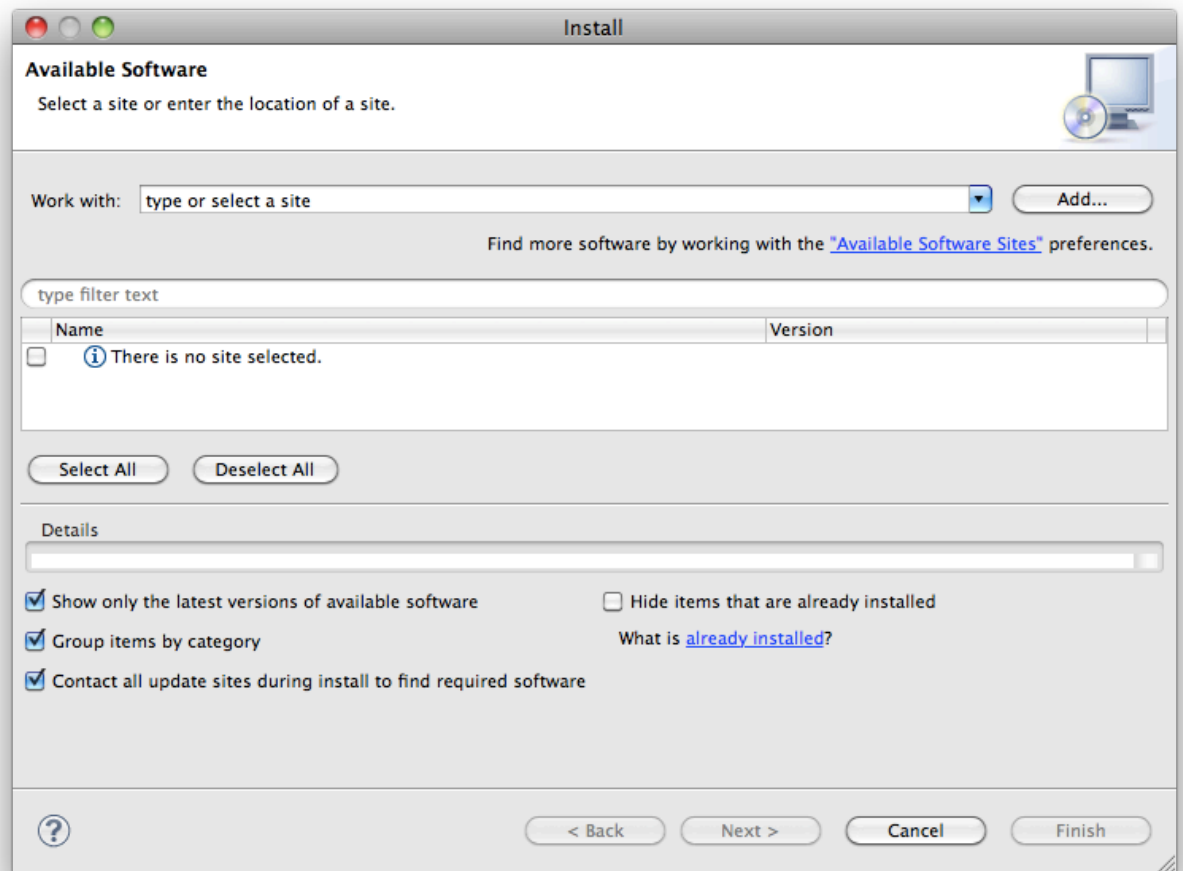 Install
Available Software
Select a site or enter the location of a site.
Work with: type or select a site Add...
Find more software by working with the "Available Software Sites" preferences.
type filter text
Name Version
There is no site selected.
Select All Deselect All
Details
Show only the latest versions of available software Hide items that are already installed
Group items by category What is already installed?
Contact all update sites during install to find required software
? < Back Next > Cancel Finish